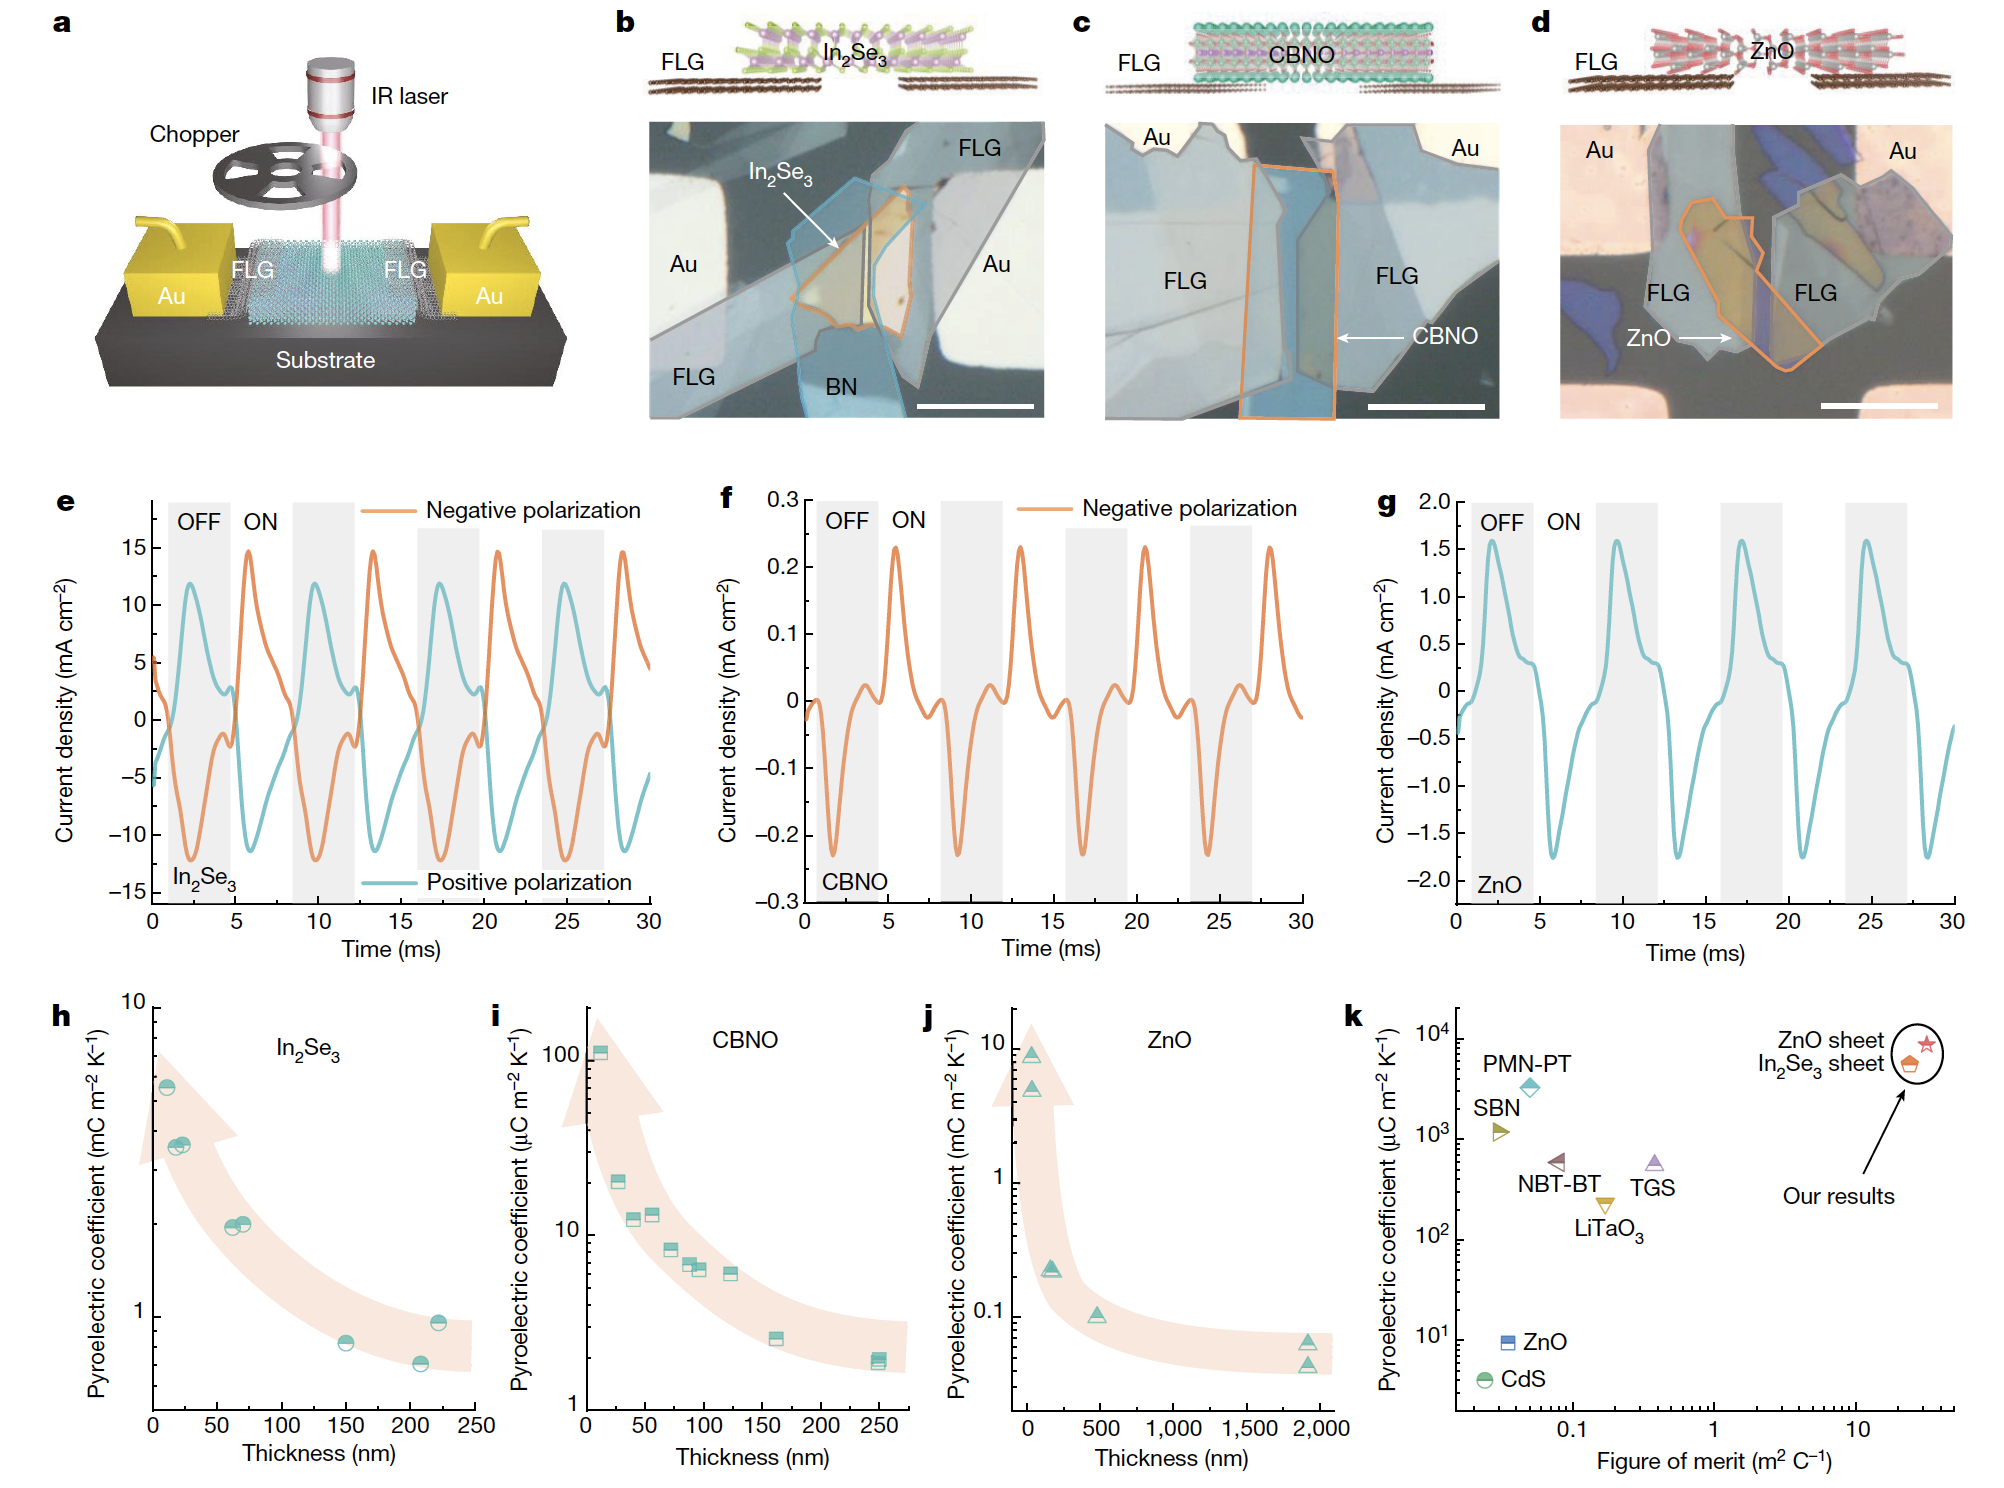 a
IR laser
Chopper
FLG
FLG
Au
Au
Substrate
b
FLG
In2Se3
In2Se3
FLG
Au
Au
FLG
BN
c
FLG
CBNO
Au
Au
FLG
FLG
CBNO
d
FLG
ZnO
Au
Au
FLG
FLG
ZnO
e
Current density (mA cm−2)
15
10
5
0
−5
−10
−15
OFF ON
Negative polarization
In2Se3
Positive polarization
0 5 10 15 20 25 30
Time (ms)
f
Current density (mA cm−2)
0.3
0.2
0.1
0
−0.1
−0.2
−0.3
OFF ON
Negative polarization
CBNO
0 5 10 15 20 25 30
Time (ms)
g
Current density (mA cm−2)
2.0
1.5
1.0
0.5
0
−0.5
−1.0
−1.5
−2.0
OFF ON
ZnO
0 5 10 15 20 25 30
Time (ms)
h
Pyroelectric coefficient (mC m−2 K−1)
10
1
In2Se3
0 50 100 150 200 250
Thickness (nm)
i
Pyroelectric coefficient (μC m−2 K−1)
100
10
1
CBNO
0 50 100 150 200 250
Thickness (nm)
j
Pyroelectric coefficient (mC m−2 K−1)
10
1
0.1
ZnO
0 500 1,000 1,500 2,000
Thickness (nm)
k
Pyroelectric coefficient (μC m−2 K−1)
10^4
10^3
10^2
10^1
ZnO sheet
In2Se3 sheet
PMN-PT
SBN
NBT-BT
TGS
LiTaO3
Our results
ZnO
CdS
0.1 1 10
Figure of merit (m2 C−1)